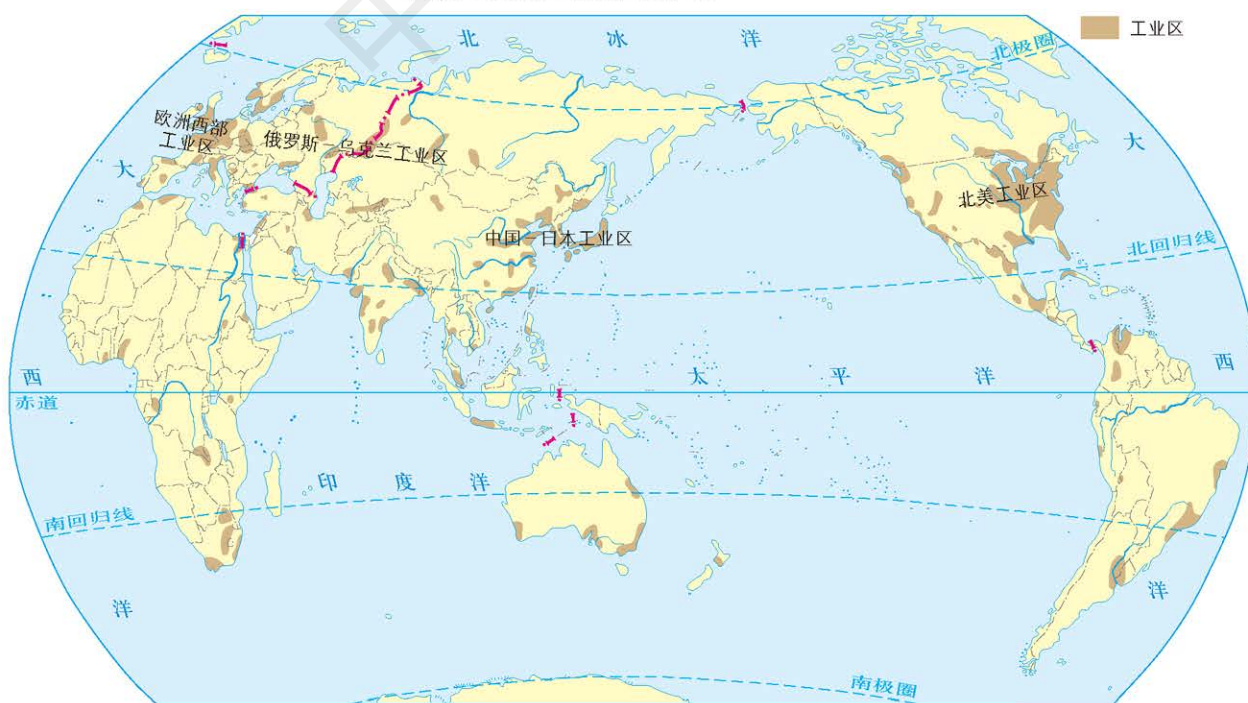 工业区
北 冰 洋
北极圈
欧洲西部
工业区
俄罗斯－乌克兰工业区
大
大
北美工业区
中国－日本工业区
北回归线
西
太 平 洋
西
赤道
印 度 洋
南回归线
洋
洋
南极圈